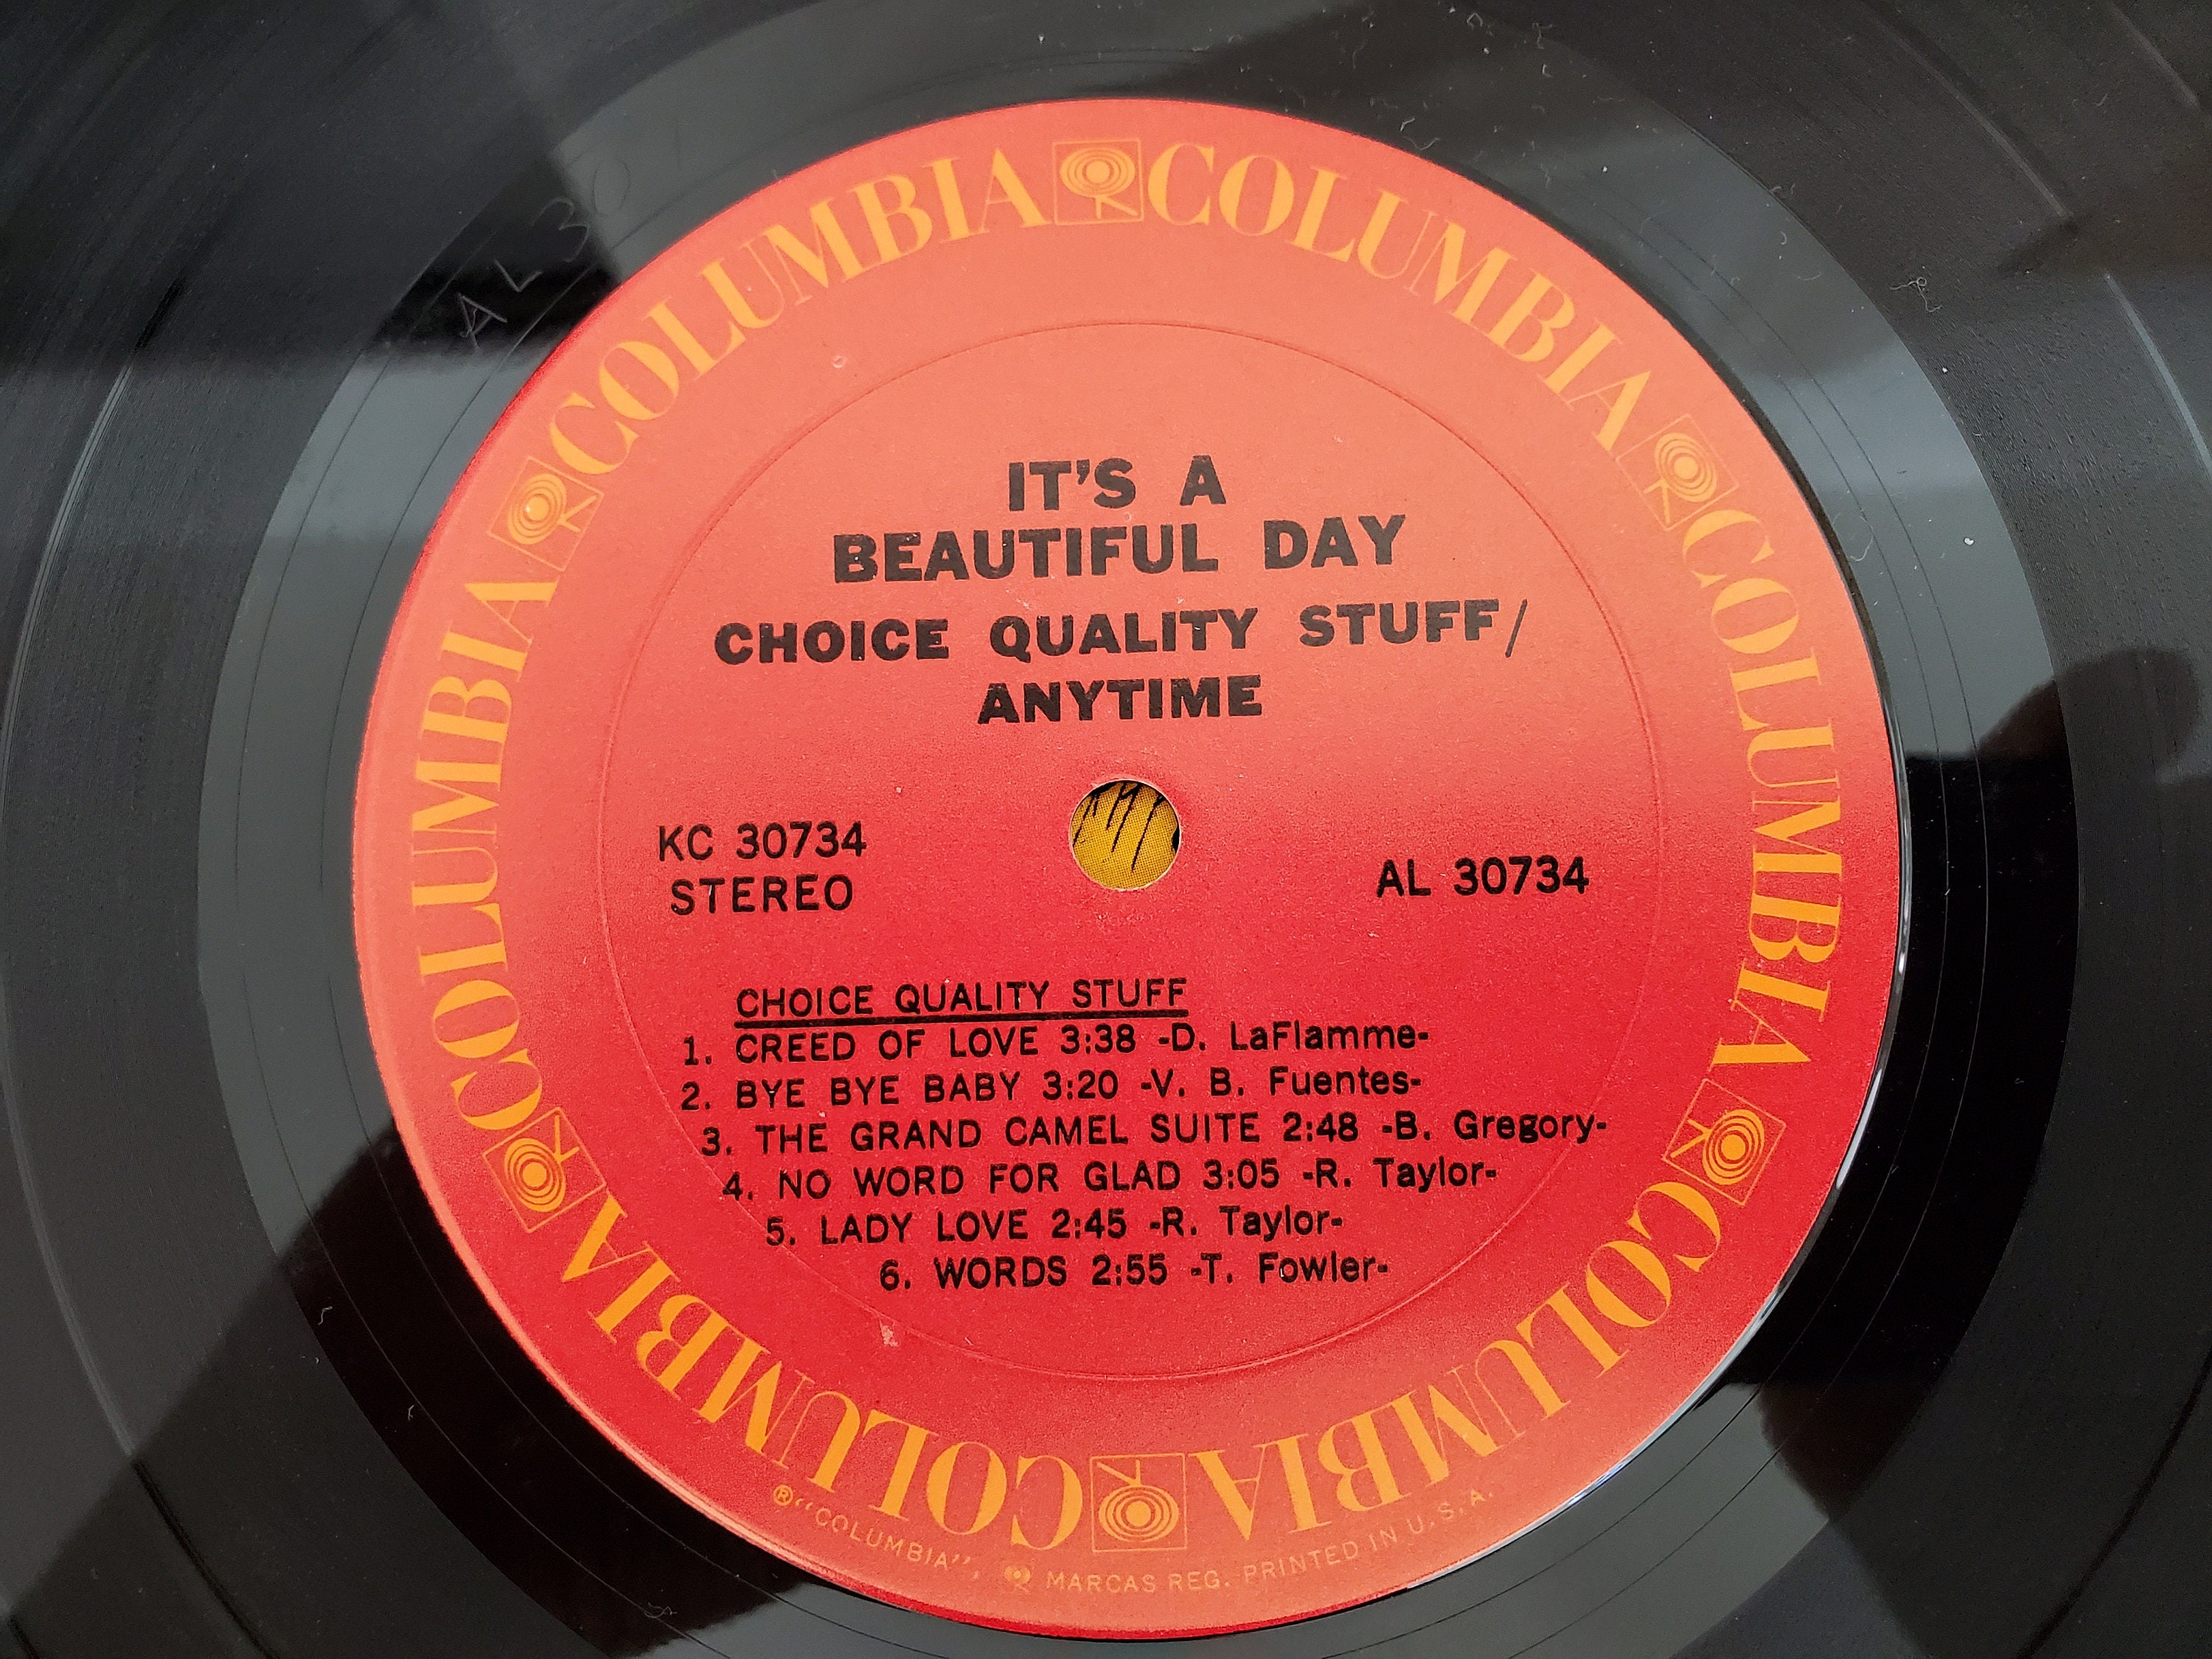 COLUMBIA COLUMBIA COLUMBIA COLUMBIA COLUMBIA COLUMBIA
IT'S A
BEAUTIFUL DAY
CHOICE QUALITY STUFF/
ANYTIME
KC 30734
STEREO
AL 30734
CHOICE QUALITY STUFF
1. CREED OF LOVE 3:38 -D. LaFlamme-
2. BYE BYE BABY 3:20 -V. B. Fuentes-
3. THE GRAND CAMEL SUITE 2:48 -B. Gregory-
4. NO WORD FOR GLAD 3:05 -R. Taylor-
5. LADY LOVE 2:45 -R. Taylor-
6. WORDS 2:55 -T. Fowler-
® "COLUMBIA", MARCAS REG. PRINTED IN U.S.A.
AL 30